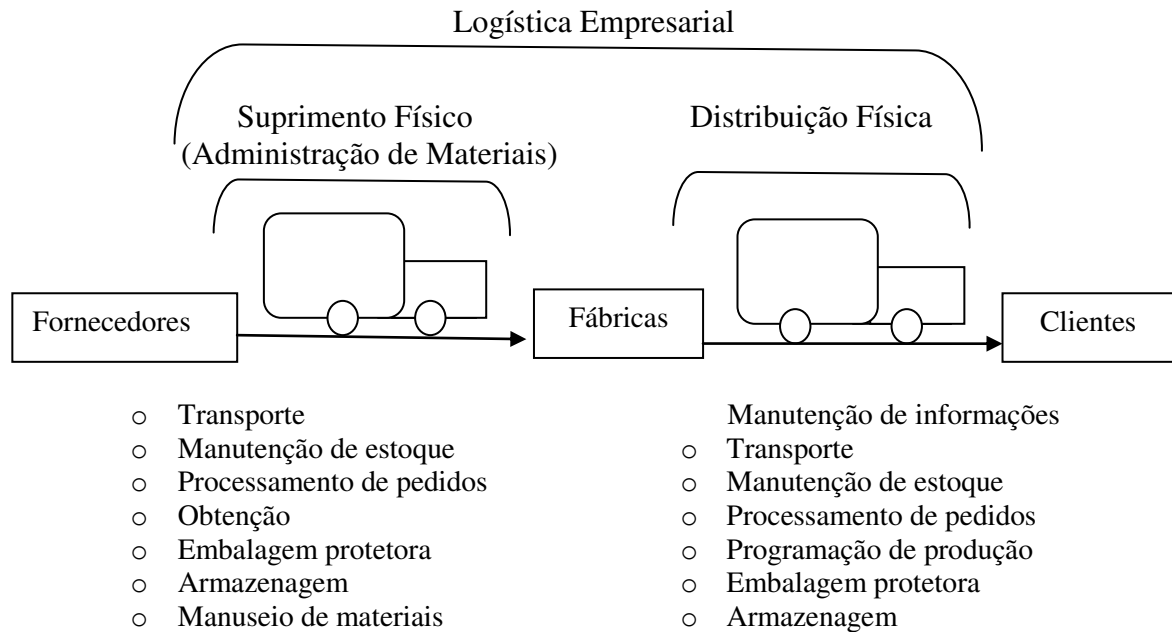 Logística Empresarial
Suprimento Físico
(Administração de Materiais)
Distribuição Física
Fornecedores
Fábricas
Clientes
o Transporte
o Manutenção de estoque
o Processamento de pedidos
o Obtenção
o Embalagem protetora
o Armazenagem
o Manuseio de materiais
Manutenção de informações
o Transporte
o Manutenção de estoque
o Processamento de pedidos
o Programação de produção
o Embalagem protetora
o Armazenagem